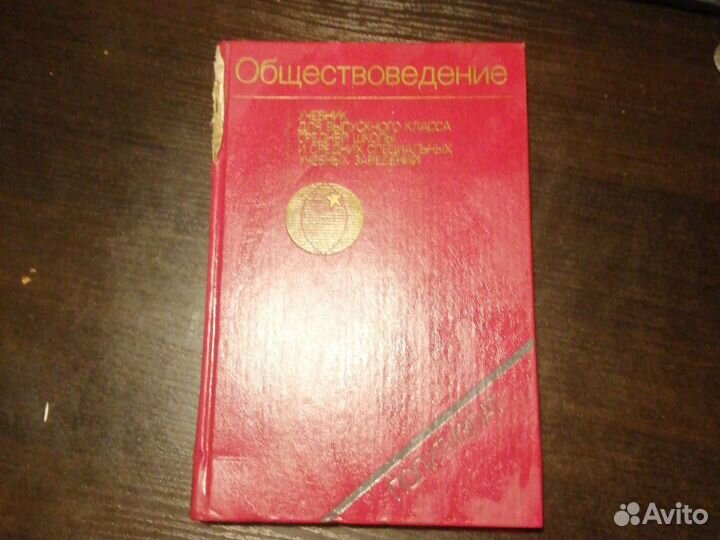 Обществоведение
УЧЕБНИК
ДЛЯ ВЫПУСКНОГО КЛАССА
СРЕДНЕЙ ШКОЛЫ
И СРЕДНИХ СПЕЦИАЛЬНЫХ
УЧЕБНЫХ ЗАВЕДЕНИЙ
Avito